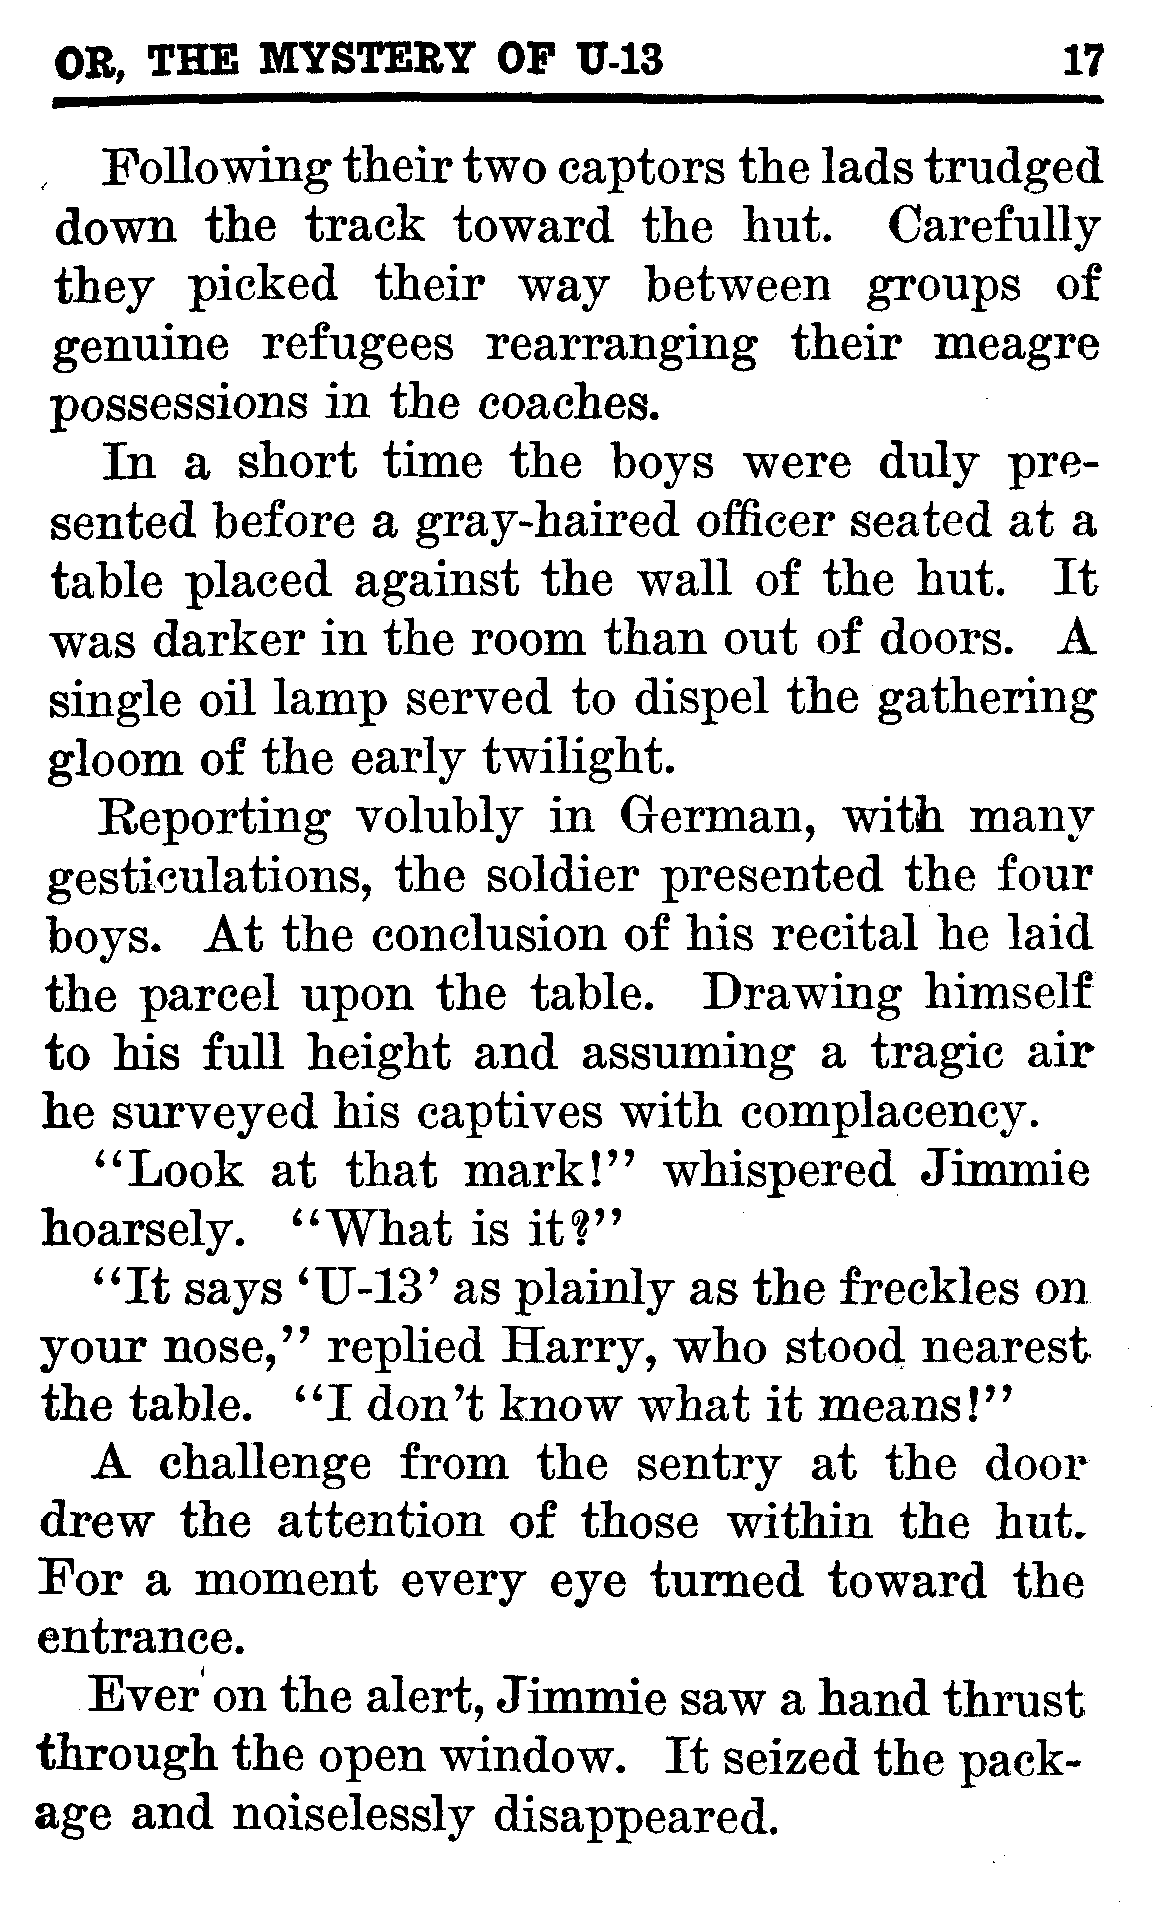 OR, THE MYSTERY OF U-13 17
Following their two captors the lads trudged
down the track toward the hut. Carefully
they picked their way between groups of
genuine refugees rearranging their meagre
possessions in the coaches.
In a short time the boys were duly pre-
sented before a gray-haired officer seated at a
table placed against the wall of the hut. It
was darker in the room than out of doors. A
single oil lamp served to dispel the gathering
gloom of the early twilight.
Reporting volubly in German, with many
gesticulations, the soldier presented the four
boys. At the conclusion of his recital he laid
the parcel upon the table. Drawing himself
to his full height and assuming a tragic air
he surveyed his captives with complacency.
"Look at that mark!" whispered Jimmie
hoarsely. "What is it?"
"It says 'U-13' as plainly as the freckles on
your nose," replied Harry, who stood nearest
the table. "I don't know what it means!"
A challenge from the sentry at the door
drew the attention of those within the hut.
For a moment every eye turned toward the
entrance.
Ever on the alert, Jimmie saw a hand thrust
through the open window. It seized the pack-
age and noiselessly disappeared.